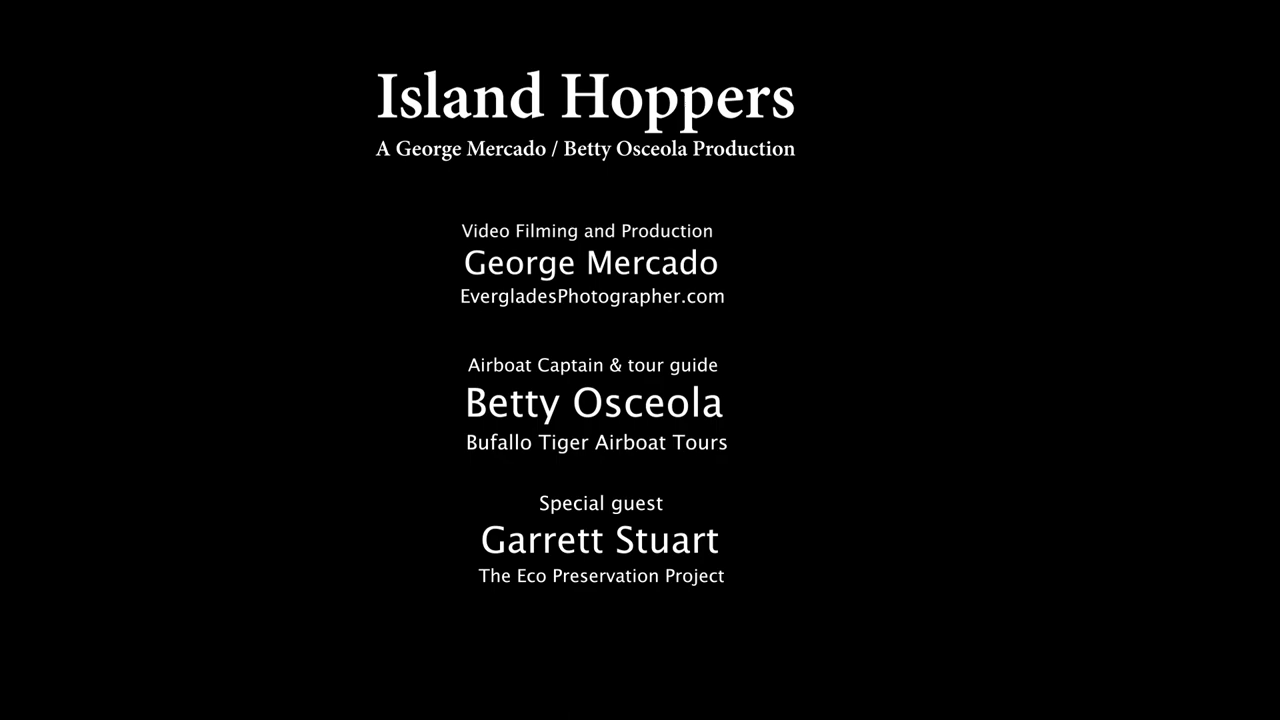 Island Hoppers
A George Mercado / Betty Osceola Production
Video Filming and Production
George Mercado
EvergladesPhotographer.com
Airboat Captain & tour guide
Betty Osceola
Bufallo Tiger Airboat Tours
Special guest
Garrett Stuart
The Eco Preservation Project